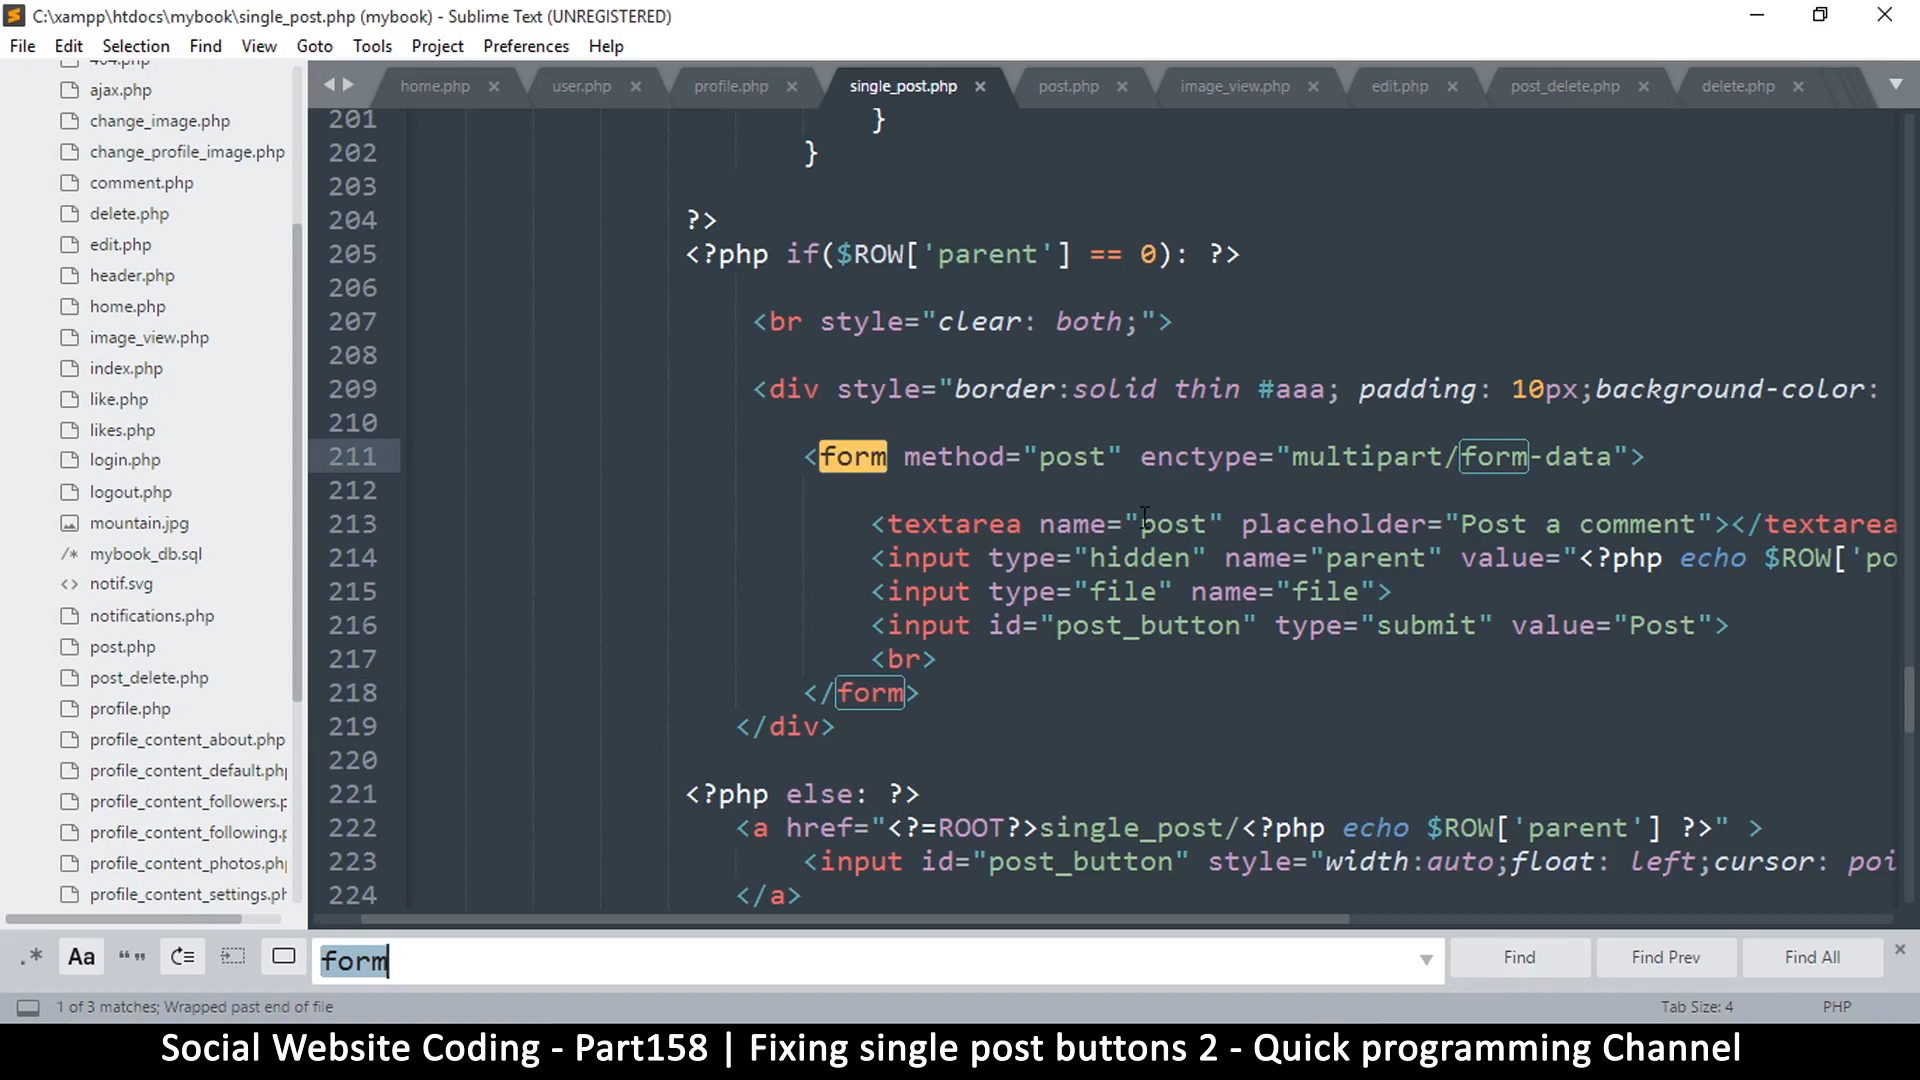 C:\xampp\htdocs\mybook\single_post.php (mybook) - Sublime Text (UNREGISTERED)
File Edit Selection Find View Goto Tools Project Preferences Help
404.php
ajax.php
change_image.php
change_profile_image.php
comment.php
delete.php
edit.php
header.php
home.php
image_view.php
index.php
like.php
likes.php
login.php
logout.php
mountain.jpg
/* mybook_db.sql
<> notif.svg
notifications.php
post.php
post_delete.php
profile.php
profile_content_about.php
profile_content_default.php
profile_content_followers.p
profile_content_following.p
profile_content_photos.php
profile_content_settings.ph
home.php × user.php × profile.php × single_post.php × post.php × image_view.php × edit.php × post_delete.php × delete.php ×
201 }
202 }
203
204 ?>
205 <?php if($ROW['parent'] == 0): ?>
206
207 <br style="clear: both;">
208
209 <div style="border:solid thin #aaa; padding: 10px;background-color:
210
211 <form method="post" enctype="multipart/form-data">
212
213 <textarea name="post" placeholder="Post a comment"></textarea
214 <input type="hidden" name="parent" value="<?php echo $ROW['po
215 <input type="file" name="file">
216 <input id="post_button" type="submit" value="Post">
217 <br>
218 </form>
219 </div>
220
221 <?php else: ?>
222 <a href="<?=ROOT?>single_post/<?php echo $ROW['parent'] ?>" >
223 <input id="post_button" style="width:auto;float: left;cursor: poi
224 </a>
.* Aa “” form Find Find Prev Find All ×
1 of 3 matches; Wrapped past end of file Tab Size: 4 PHP
Social Website Coding - Part158 | Fixing single post buttons 2 - Quick programming Channel